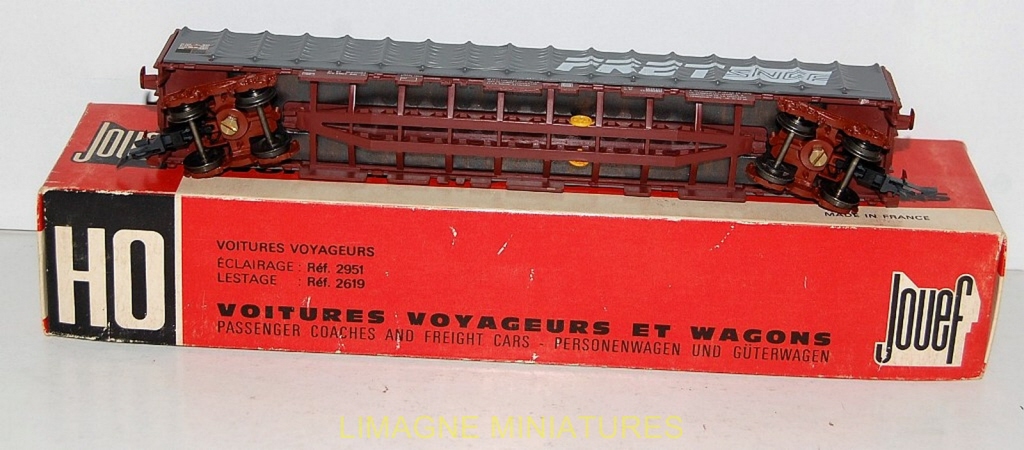 FRET SNCF
Jouef
MADE IN FRANCE
HO
VOITURES VOYAGEURS
ÉCLAIRAGE : Réf. 2951
LESTAGE : Réf. 2619
VOITURES VOYAGEURS ET WAGONS
PASSENGER COACHES AND FREIGHT CARS - PERSONENWAGEN UND GÜTERWAGEN
Jouef
LIMAGNE MINIATURES